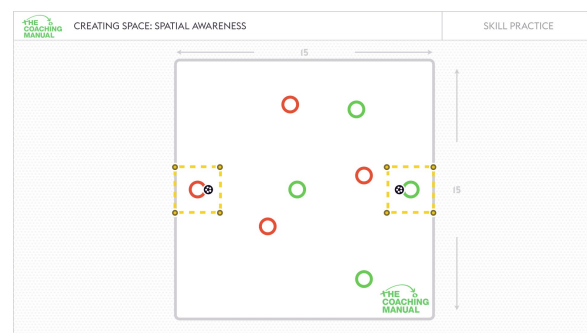 THE
COACHING
MANUAL
CREATING SPACE: SPATIAL AWARENESS
SKILL PRACTICE
15
15
THE
COACHING
MANUAL